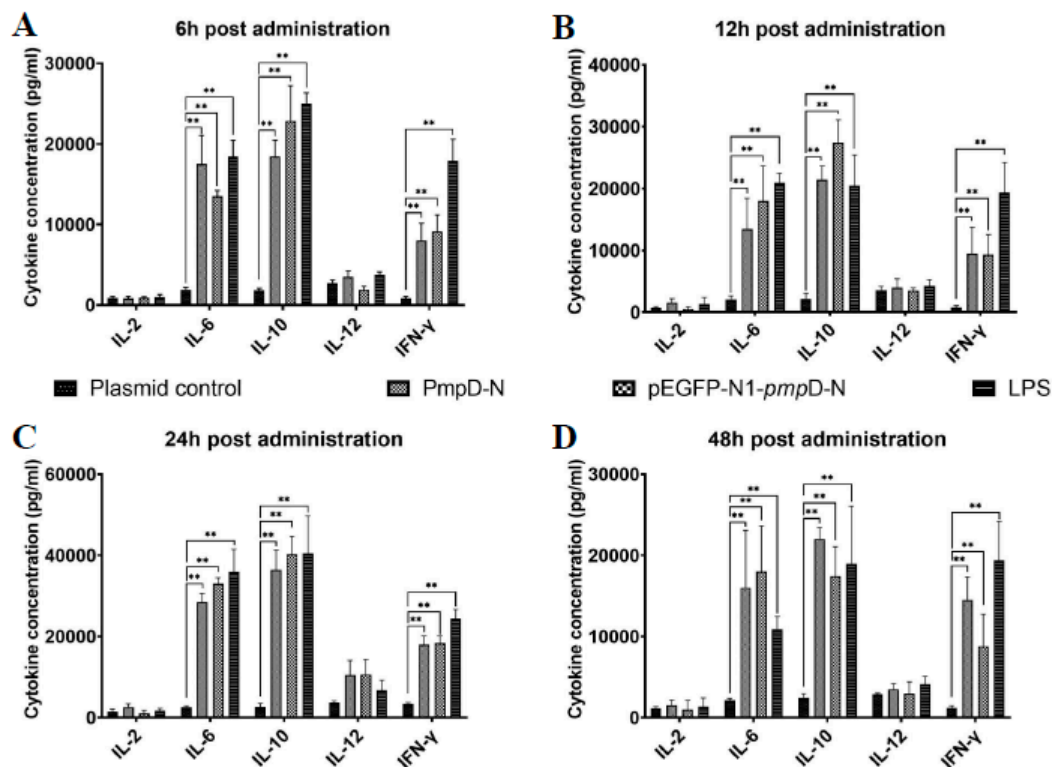 A
6h post administration
Cytokine concentration (pg/ml)
30000
20000
10000
0
** ** **
** ** **
** ** **
IL-2 IL-6 IL-10 IL-12 IFN-γ
B
12h post administration
Cytokine concentration (pg/ml)
40000
30000
20000
10000
0
** ** **
** ** **
** ** **
IL-2 IL-6 IL-10 IL-12 IFN-γ
Plasmid control PmpD-N pEGFP-N1-pmpD-N LPS
C
24h post administration
Cytokine concentration (pg/ml)
60000
40000
20000
0
** ** **
** ** **
** ** **
IL-2 IL-6 IL-10 IL-12 IFN-γ
D
48h post administration
Cytokine concentration (pg/ml)
30000
20000
10000
0
** ** **
** ** **
** ** **
IL-2 IL-6 IL-10 IL-12 IFN-γ